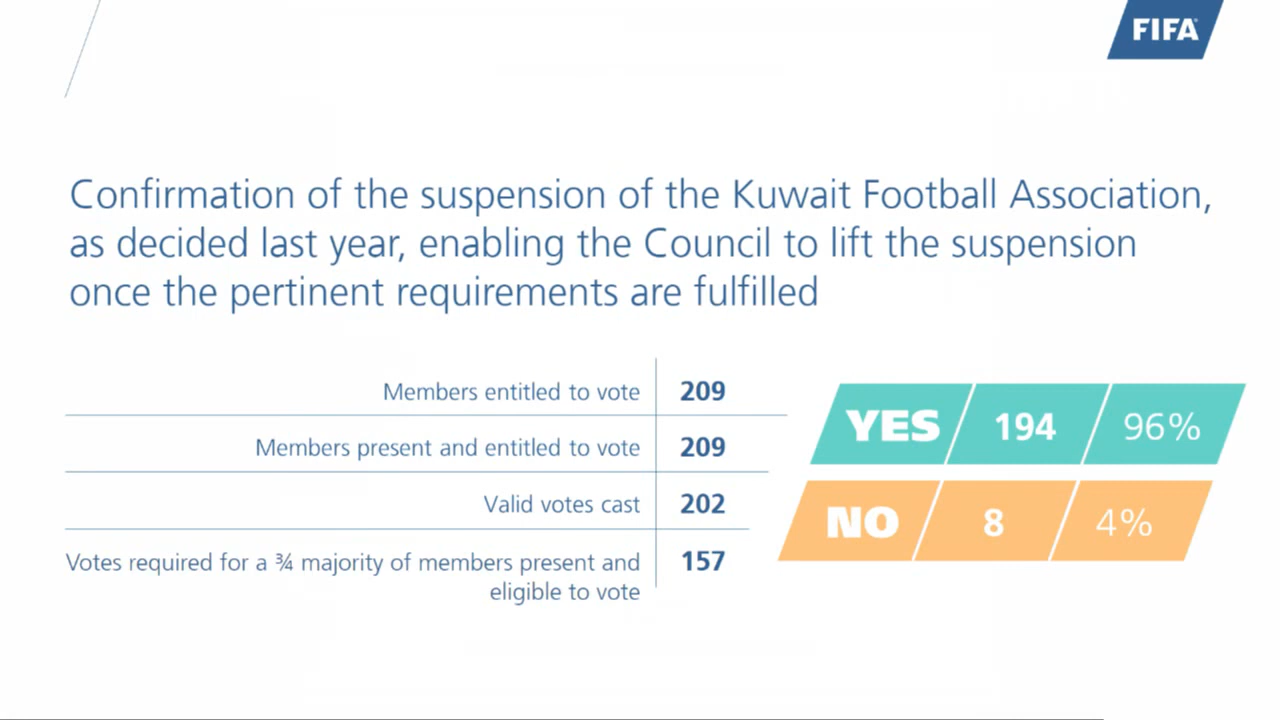 FIFA
Confirmation of the suspension of the Kuwait Football Association,
as decided last year, enabling the Council to lift the suspension
once the pertinent requirements are fulfilled
Members entitled to vote 209
Members present and entitled to vote 209
Valid votes cast 202
Votes required for a ¾ majority of members present and 157
eligible to vote
YES 194 96%
NO 8 4%